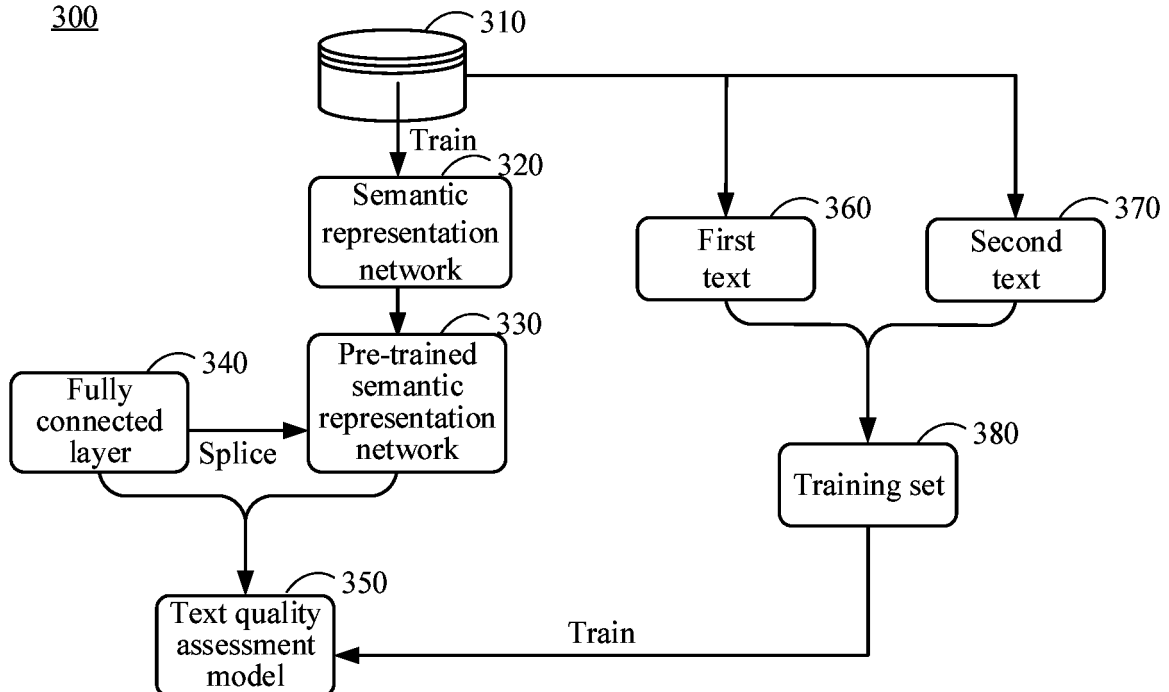 300
310
Train
320
Semantic
representation
network
360
First
text
370
Second
text
330
Pre-trained
semantic
representation
network
340
Fully
connected
layer
Splice
380
Training set
350
Text quality
assessment
model
Train